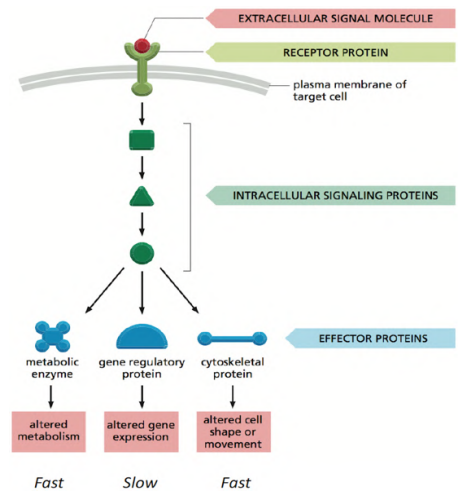 EXTRACELLULAR SIGNAL MOLECULE
RECEPTOR PROTEIN
plasma membrane of
target cell
INTRACELLULAR SIGNALING PROTEINS
EFFECTOR PROTEINS
metabolic
enzyme
gene regulatory
protein
cytoskeletal
protein
altered
metabolism
altered gene
expression
altered cell
shape or
movement
Fast
Slow
Fast